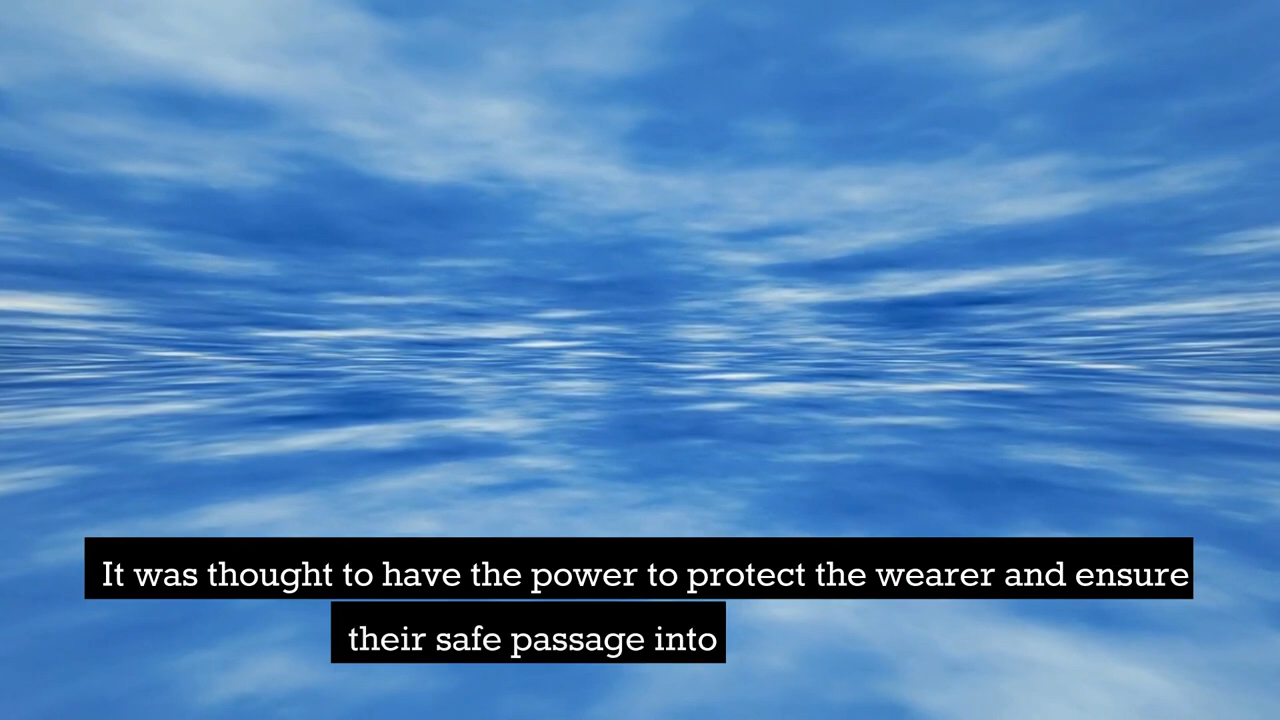 It was thought to have the power to protect the wearer and ensure
their safe passage into